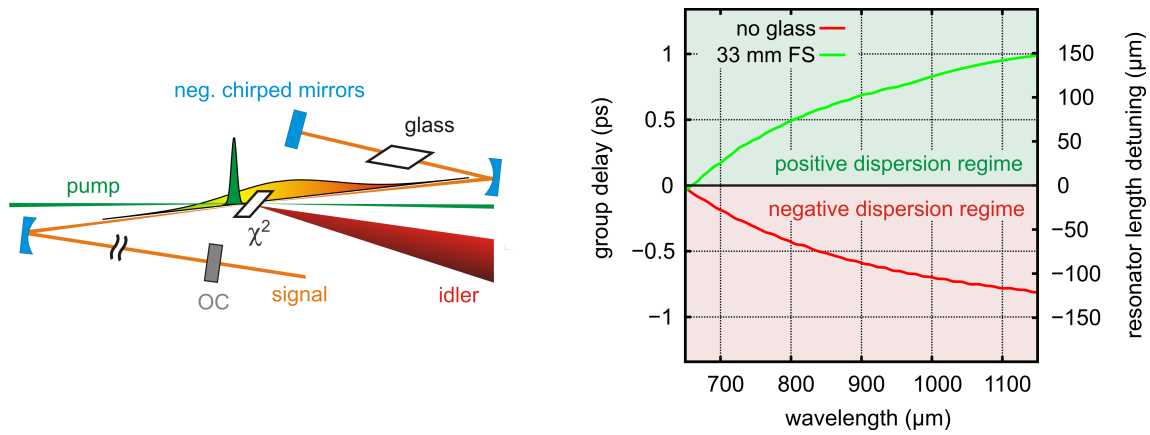 neg. chirped mirrors
glass
pump
χ²
OC
signal
idler
no glass
33 mm FS
positive dispersion regime
negative dispersion regime
group delay (ps)
1
0.5
0
−0.5
−1
150
100
50
0
−50
−100
−150
resonator length detuning (µm)
700 800 900 1000 1100
wavelength (µm)